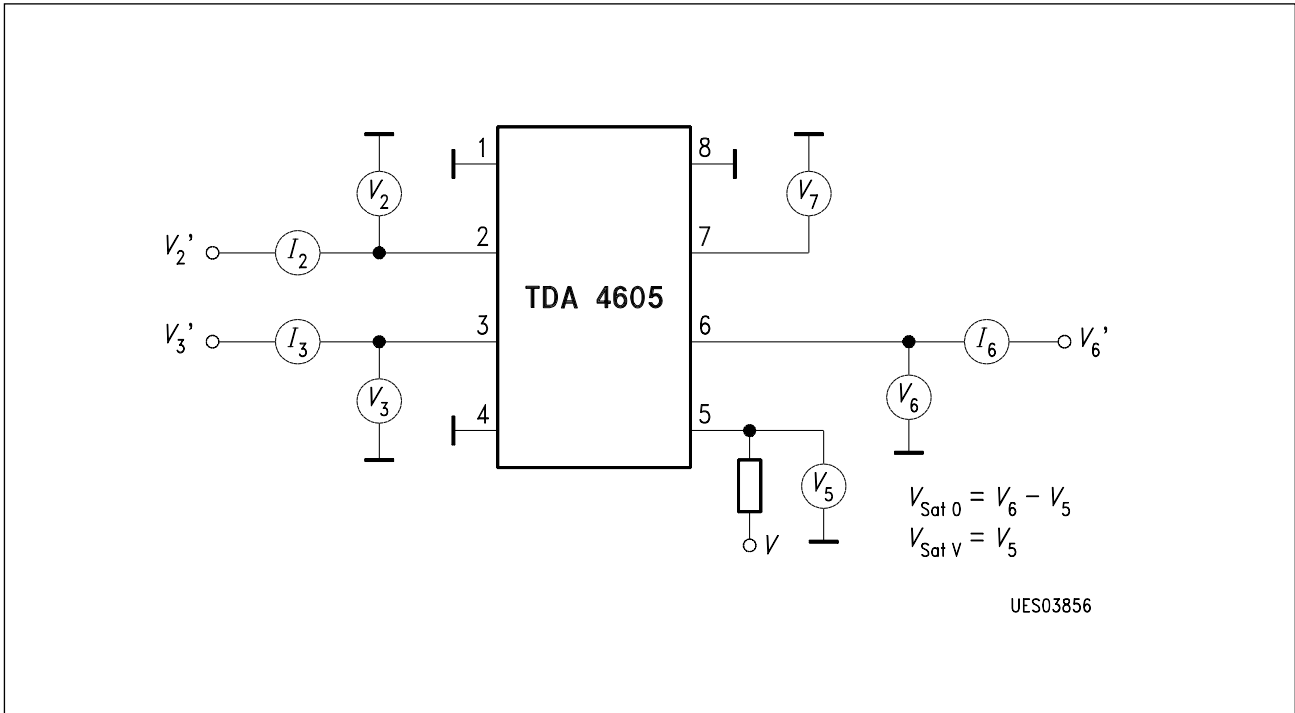 1
8
V2
V7
V2'
I2
2
7
TDA 4605
V3'
I3
3
6
I6
V6'
V3
V6
4
5
V5
VSat 0 = V6 − V5
V
VSat V = V5
UES03856